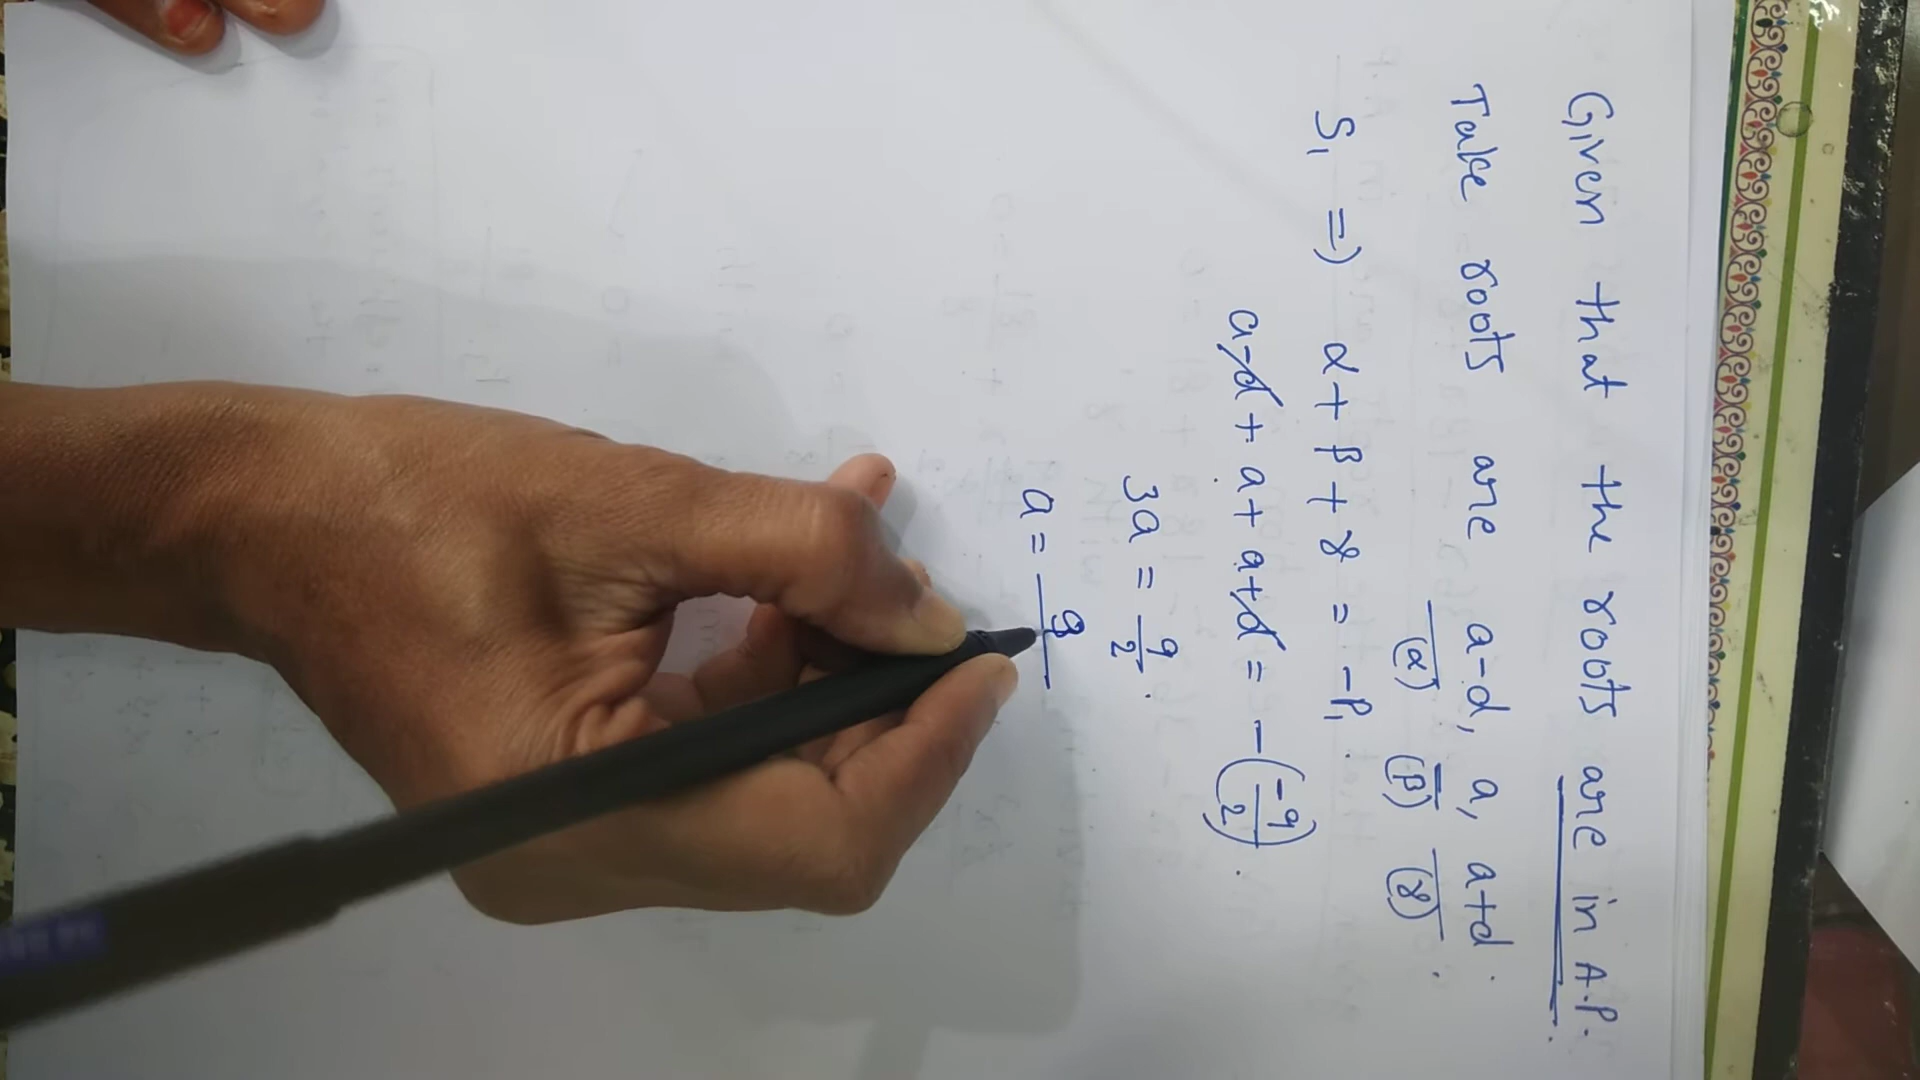 Given that the roots are in A.P.
Take roots are a-d, a, a+d.
(α) (β) (γ)
S₁ => α+ β + γ = -P₁.
a-d + a + a+d = -(-9/2).
3a = 9/2.
a = 9